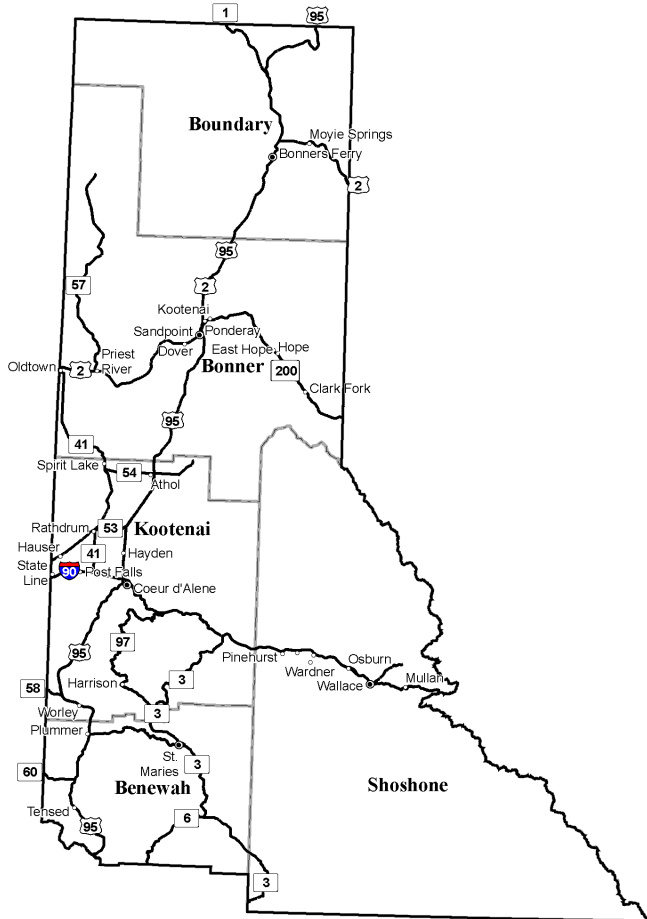 1
95
Boundary
Moyie Springs
Bonners Ferry
2
95
57
2
Kootenai
Sandpoint
Ponderay
Dover
East Hope
Hope
Priest
River
Oldtown
2
Bonner
200
Clark Fork
95
41
Spirit Lake
54
Athol
Rathdrum
53
Kootenai
Hauser
41
Hayden
State
Line
90
Post Falls
Coeur d'Alene
97
95
Pinehurst
Osburn
Wardner
Harrison
3
Wallace
Mullan
58
Worley
3
Plummer
St.
Maries
3
60
Benewah
Shoshone
Tensed
6
95
3